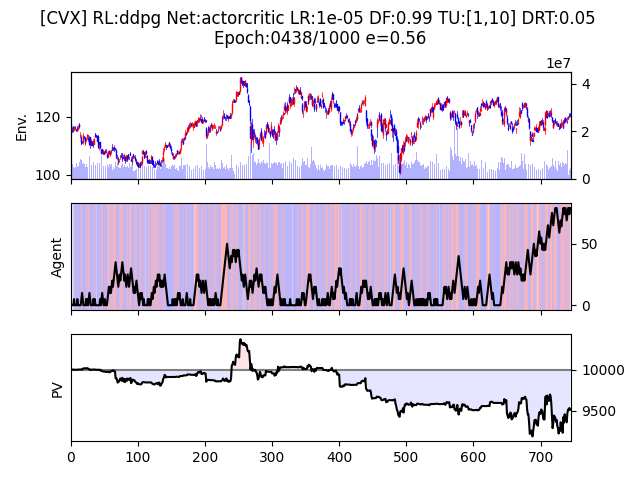 [CVX] RL:ddpg Net:actorcritic LR:1e-05 DF:0.99 TU:[1,10] DRT:0.05
Epoch:0438/1000 e=0.56
1e7
Env.
120
100
4
2
0
Agent
50
0
PV
10000
9500
0 100 200 300 400 500 600 700